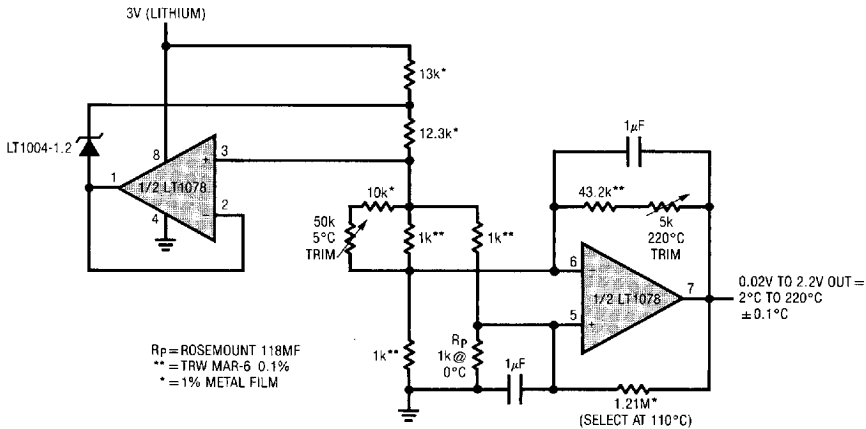 3V (LITHIUM)
13k*
12.3k*
LT1004-1.2
8
3
+
1
1/2 LT1078
2
−
4
10k*
50k
5°C
TRIM
1k**
1k**
1k**
RP
1k @
0°C
1µF
1µF
43.2k**
5k
220°C
TRIM
6
−
1/2 LT1078
7
5
+
0.02V TO 2.2V OUT =
2°C TO 220°C
±0.1°C
1.21M*
(SELECT AT 110°C)
RP = ROSEMOUNT 118MF
** = TRW MAR-6 0.1%
* = 1% METAL FILM